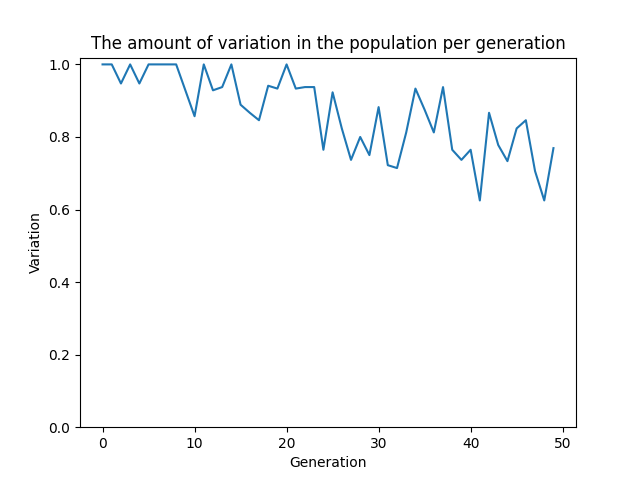 The amount of variation in the population per generation
1.0
0.8
0.6
0.4
0.2
0.0
Variation
0 10 20 30 40 50
Generation